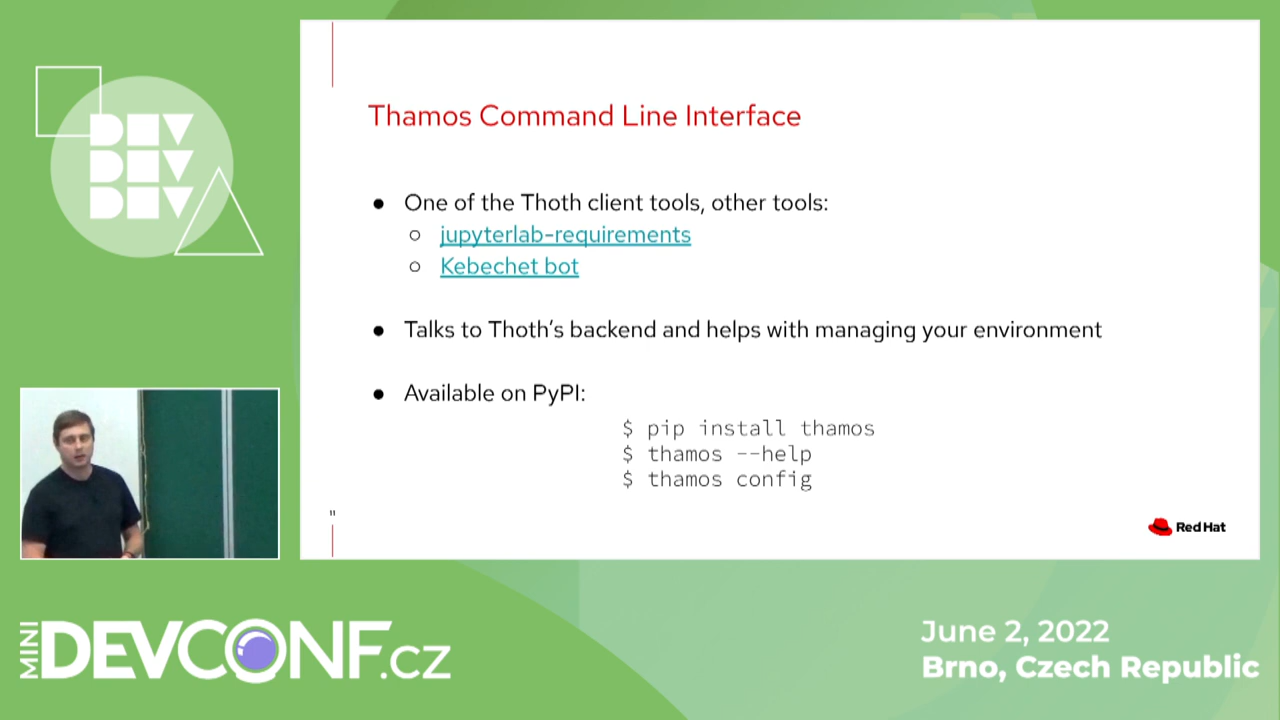 DEV
DEV
DEV
Thamos Command Line Interface
● One of the Thoth client tools, other tools:
○ jupyterlab-requirements
○ Kebechet bot
● Talks to Thoth’s backend and helps with managing your environment
● Available on PyPI:
$ pip install thamos
$ thamos --help
$ thamos config
11
Red Hat
MINI DEVCONF.CZ
June 2, 2022
Brno, Czech Republic